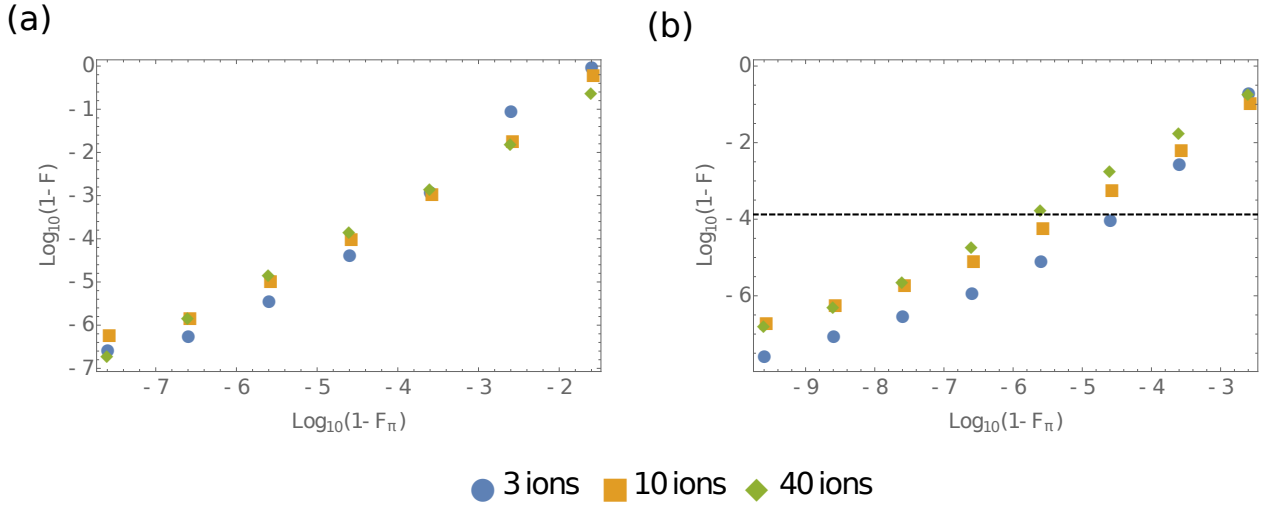 (a)
(b)
0
- 1
- 2
- 3
- 4
- 5
- 6
- 7
Log10(1- F)
- 7
- 6
- 5
- 4
- 3
- 2
Log10(1- Fπ)
0
- 2
- 4
- 6
Log10(1- F)
- 9
- 8
- 7
- 6
- 5
- 4
- 3
Log10(1- Fπ)
3 ions
10 ions
40 ions